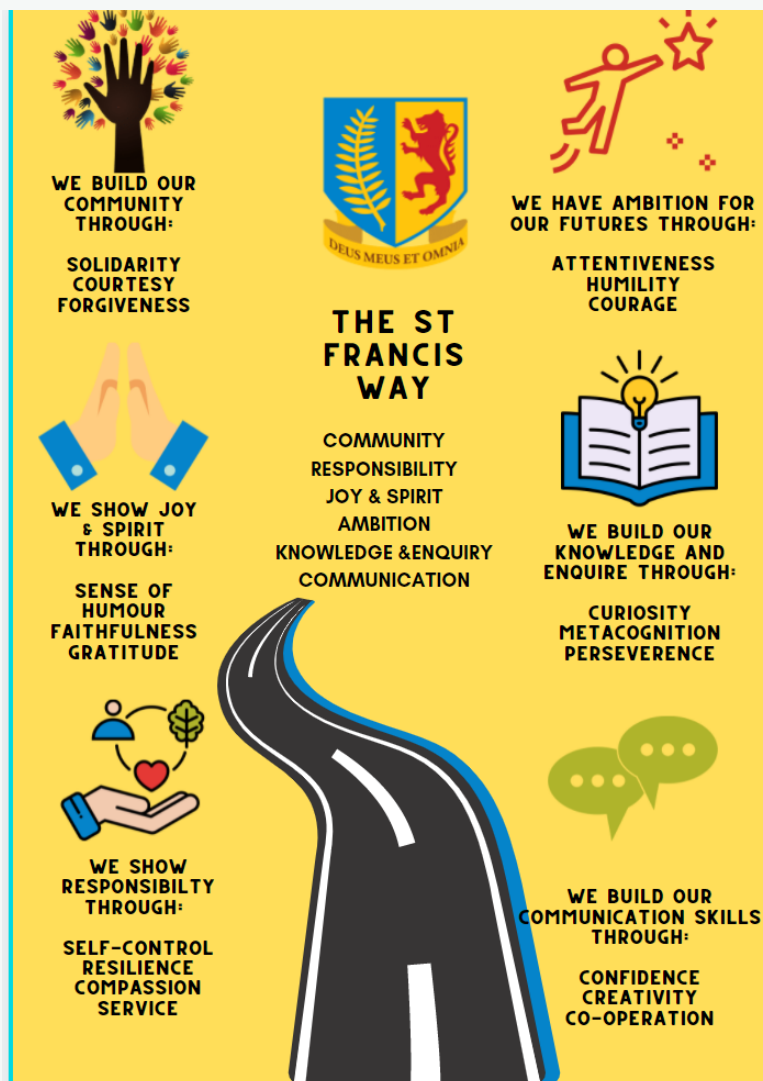 WE BUILD OUR
COMMUNITY
THROUGH:
SOLIDARITY
COURTESY
FORGIVENESS
WE SHOW JOY
& SPIRIT
THROUGH:
SENSE OF
HUMOUR
FAITHFULNESS
GRATITUDE
WE SHOW
RESPONSIBILTY
THROUGH:
SELF-CONTROL
RESILIENCE
COMPASSION
SERVICE
DEUS MEUS ET OMNIA
THE ST
FRANCIS
WAY
COMMUNITY
RESPONSIBILITY
JOY & SPIRIT
AMBITION
KNOWLEDGE &ENQUIRY
COMMUNICATION
WE HAVE AMBITION FOR
OUR FUTURES THROUGH:
ATTENTIVENESS
HUMILITY
COURAGE
WE BUILD OUR
KNOWLEDGE AND
ENQUIRE THROUGH:
CURIOSITY
METACOGNITION
PERSEVERENCE
WE BUILD OUR
COMMUNICATION SKILLS
THROUGH:
CONFIDENCE
CREATIVITY
CO-OPERATION